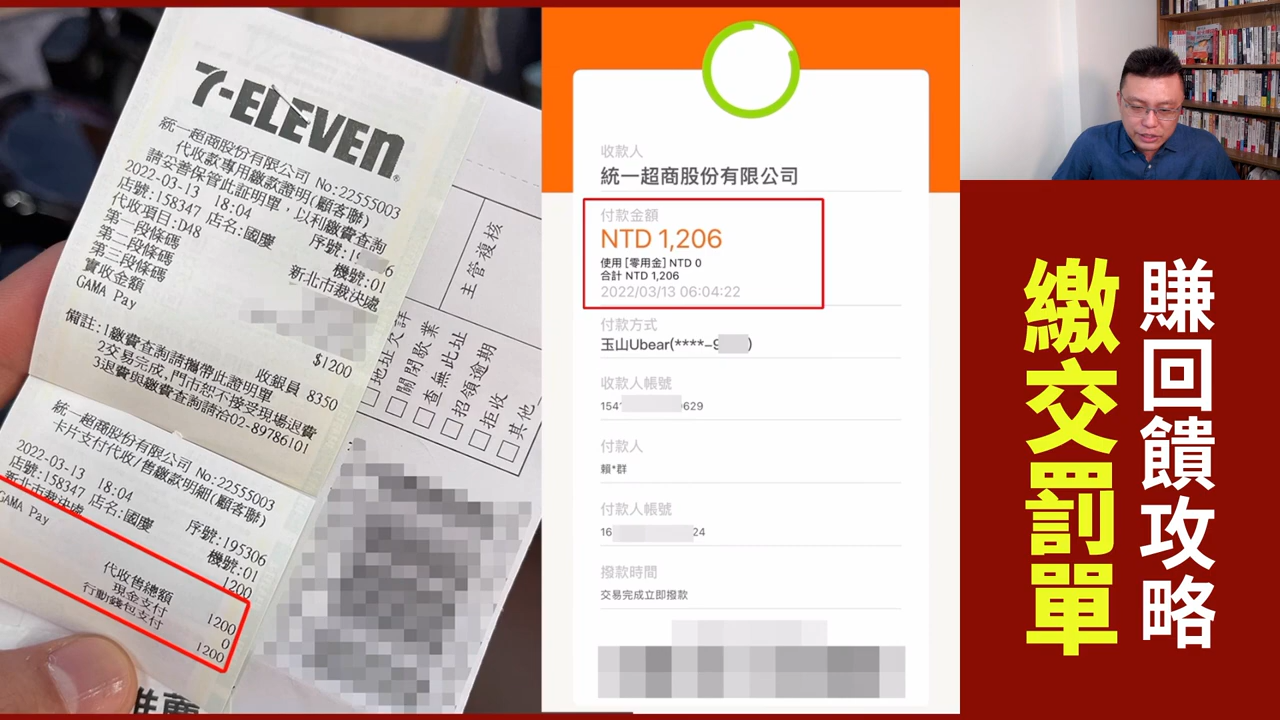 7-ELEVEN®
統一超商股份有限公司 No:22555003
代收款專用繳款證明(顧客聯)
請妥善保管此証明單，以利繳費查詢
2022-03-13 18:04 序號:1
店號:158347 店名:國慶 機號:01
代收項目:D48 新北市裁決處
第一段條碼
第二段條碼
第三段條碼
實收金額 $1200
GAMA Pay
收銀員 8350
備註:1繳費查詢請攜帶此證明單
2交易完成,門市恕不接受現場退費
3退費與繳費查詢請洽02-89786101
統一超商股份有限公司 No:22555003
卡片支付代收/售繳款明細(顧客聯)
2022-03-13 18:04 序號:195306
店號:158347 店名:國慶 機號:01
新北市裁決處 1200
GAMA Pay
代收售總額 1200
現金支付 0
行動錢包支付 1200
主管複核
地址欠詳
關閉歇業
查無此址
招領逾期
拒收
其他
收款人
統一超商股份有限公司
付款金額
NTD 1,206
使用 [零用金] NTD 0
合計 NTD 1,206
2022/03/13 06:04:22
付款方式
玉山Ubear(****-9)
收款人帳號
154 629
付款人
賴*群
付款人帳號
16 24
撥款時間
交易完成立即撥款
賺回饋攻略
繳交罰單